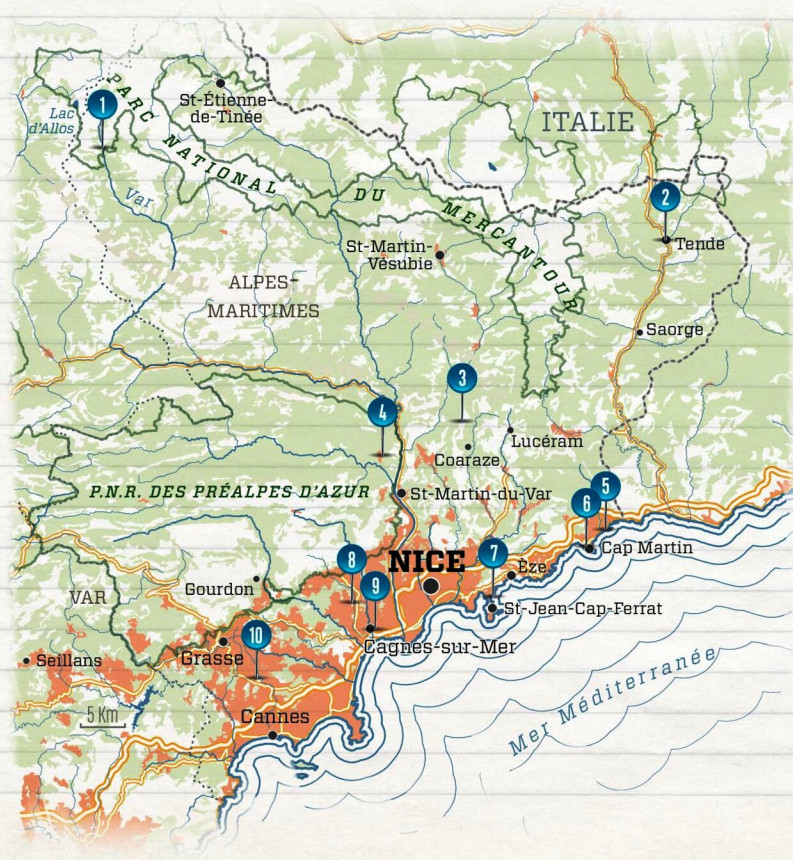 1
PARC NATIONAL DU MERCANTOUR
St-Étienne-
de-Tinée
Lac
d'Allos
ITALIE
Var
2
Tende
St-Martin-
Vésubie
ALPES-
MARITIMES
Saorge
3
4
Lucéram
Coaraze
P.N.R. DES PRÉALPES D'AZUR
St-Martin-du-Var
5
6
Cap Martin
NICE
7
Èze
8
9
Gourdon
VAR
St-Jean-Cap-Ferrat
10
Grasse
Cagnes-sur-Mer
Seillans
Mer Méditerranée
5 Km
Cannes